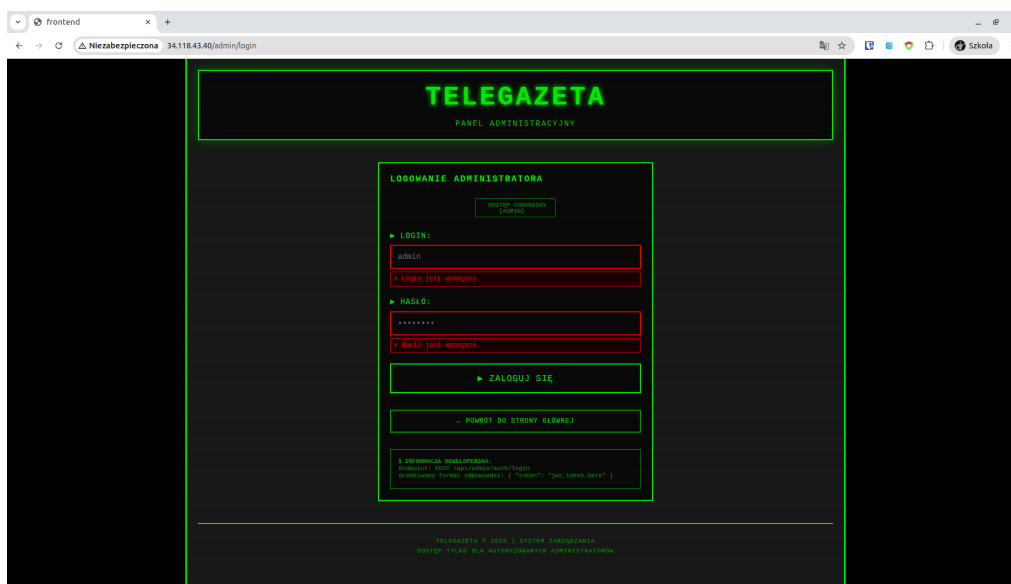 frontend
Niezabezpieczona 34.118.43.40/admin/login
Szkoła
TELEGAZETA
PANEL ADMINISTRACYJNY
LOGOWANIE ADMINISTRATORA
DOSTĘP CHRONIONY
[ADMIN]
► LOGIN:
admin
✗ Login jest wymagany
► HASŁO:
••••••••
✗ Hasło jest wymagane
► ZALOGUJ SIĘ
← POWRÓT DO STRONY GŁÓWNEJ
ℹ INFORMACJA DEWELOPERSKA:
Endpoint: POST /api/admin/auth/login
Oczekiwany format odpowiedzi: { "token": "jwt_token_here" }
TELEGAZETA © 2025 | SYSTEM ZARZĄDZANIA
DOSTĘP TYLKO DLA AUTORYZOWANYCH ADMINISTRATORÓW